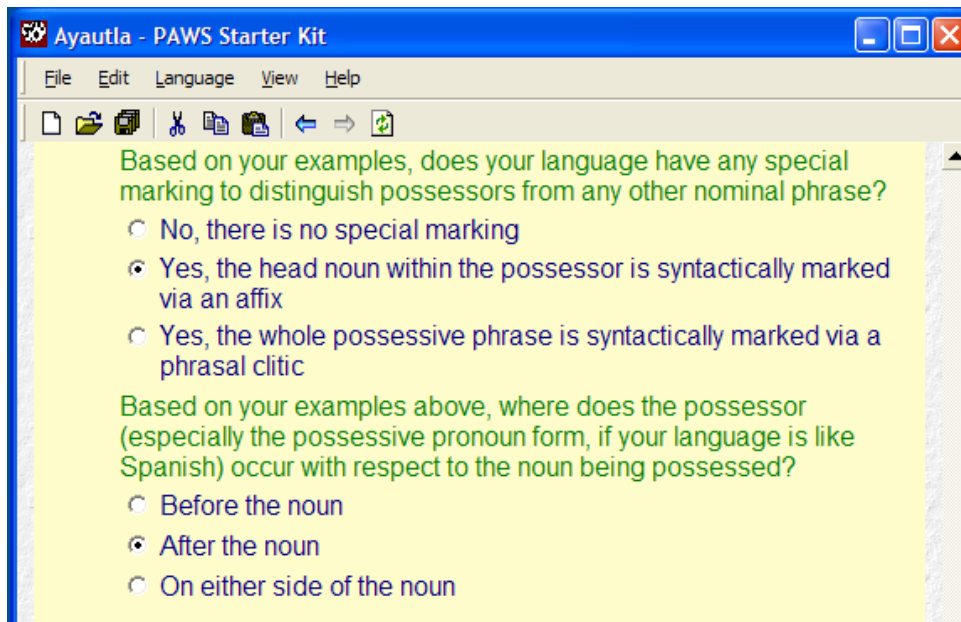 Ayautla - PAWS Starter Kit
File Edit Language View Help
Based on your examples, does your language have any special
marking to distinguish possessors from any other nominal phrase?
No, there is no special marking
Yes, the head noun within the possessor is syntactically marked
via an affix
Yes, the whole possessive phrase is syntactically marked via a
phrasal clitic
Based on your examples above, where does the possessor
(especially the possessive pronoun form, if your language is like
Spanish) occur with respect to the noun being possessed?
Before the noun
After the noun
On either side of the noun